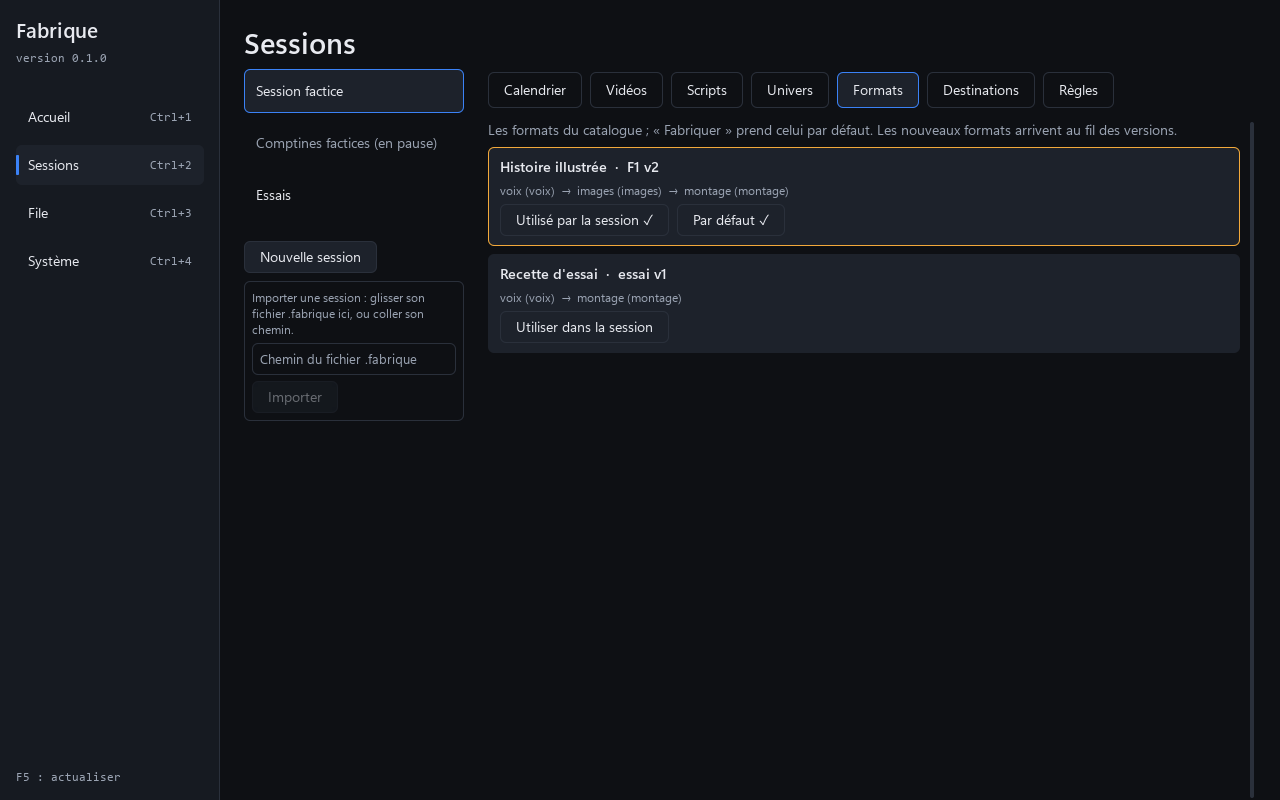 Fabrique
version 0.1.0
Accueil Ctrl+1
Sessions Ctrl+2
File Ctrl+3
Système Ctrl+4
F5 : actualiser
Sessions
Session factice
Comptines factices (en pause)
Essais
Nouvelle session
Importer une session : glisser son
fichier .fabrique ici, ou coller son
chemin.
Chemin du fichier .fabrique
Importer
Calendrier Vidéos Scripts Univers Formats Destinations Règles
Les formats du catalogue ; « Fabriquer » prend celui par défaut. Les nouveaux formats arrivent au fil des versions.
Histoire illustrée · F1 v2
voix (voix) → images (images) → montage (montage)
Utilisé par la session ✓ Par défaut ✓
Recette d'essai · essai v1
voix (voix) → montage (montage)
Utiliser dans la session